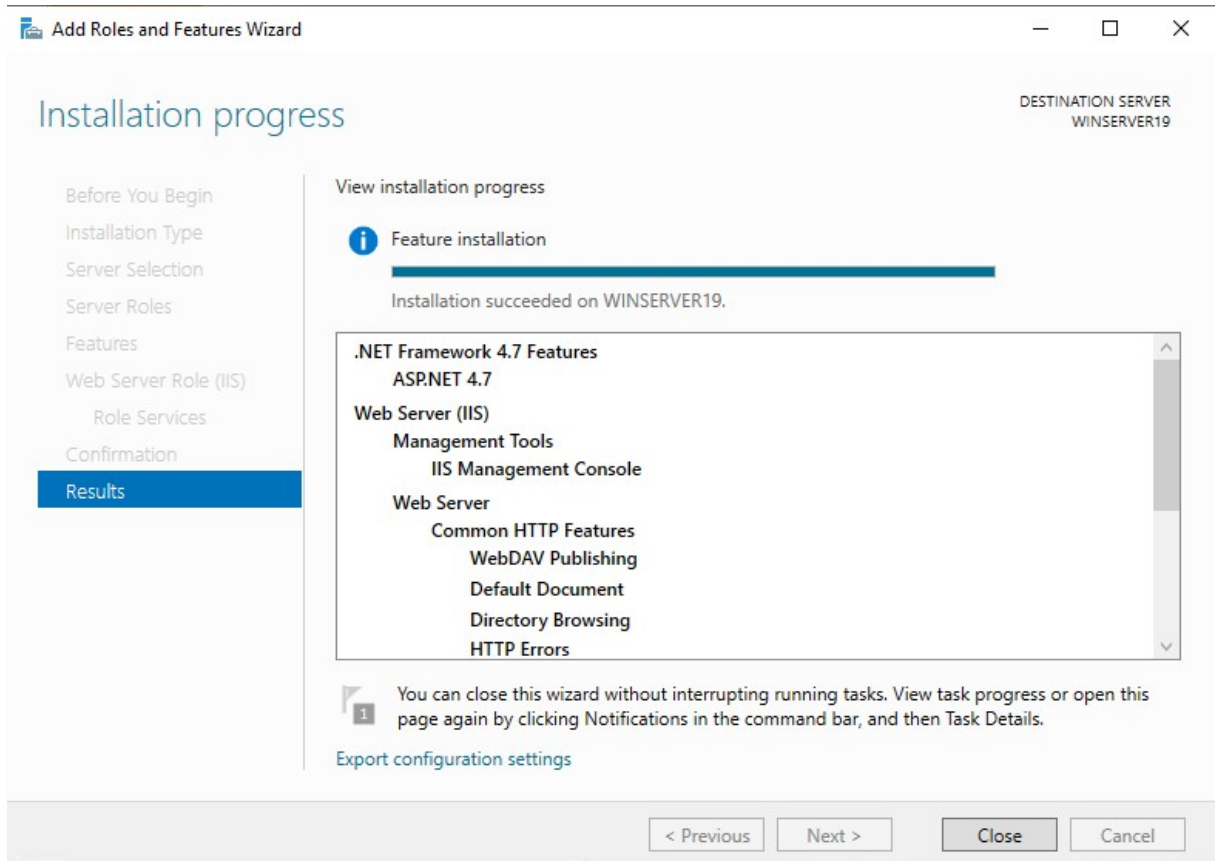 Add Roles and Features Wizard
Installation progress
DESTINATION SERVER
WINSERVER19
Before You Begin
Installation Type
Server Selection
Server Roles
Features
Web Server Role (IIS)
Role Services
Confirmation
Results
View installation progress
Feature installation
Installation succeeded on WINSERVER19.
.NET Framework 4.7 Features
ASP.NET 4.7
Web Server (IIS)
Management Tools
IIS Management Console
Web Server
Common HTTP Features
WebDAV Publishing
Default Document
Directory Browsing
HTTP Errors
1
You can close this wizard without interrupting running tasks. View task progress or open this
page again by clicking Notifications in the command bar, and then Task Details.
Export configuration settings
< Previous
Next >
Close
Cancel